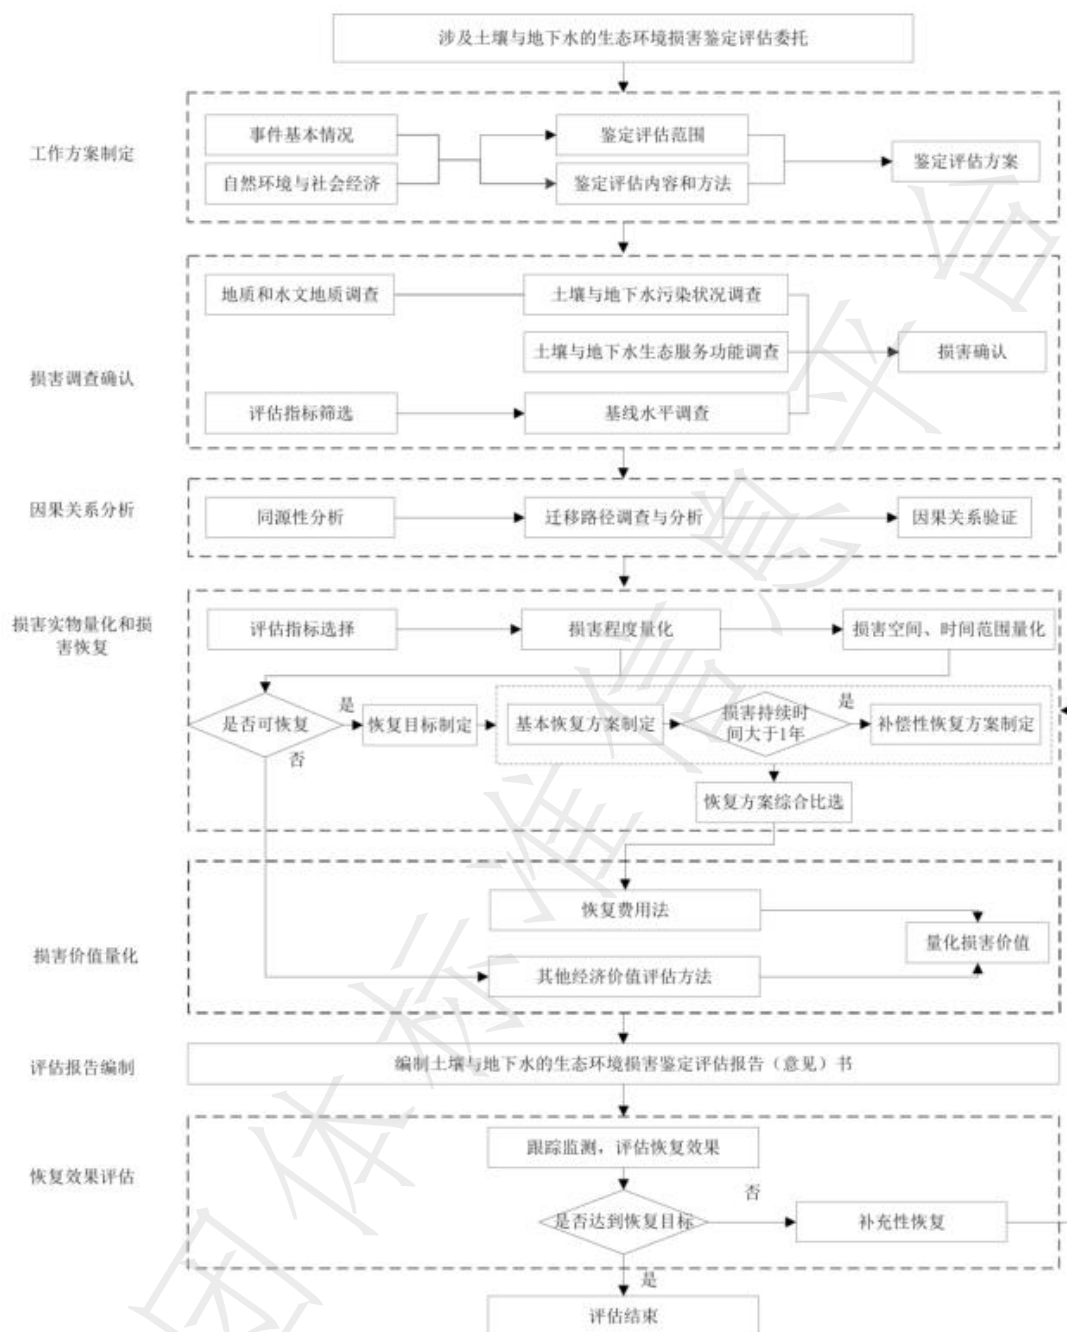 涉及土壤与地下水的生态环境损害鉴定评估委托
工作方案制定
事件基本情况
鉴定评估范围
自然环境与社会经济
鉴定评估内容和方法
鉴定评估方案
损害调查确认
地质和水文地质调查
土壤与地下水污染状况调查
土壤与地下水生态服务功能调查
损害确认
评估指标筛选
基线水平调查
因果关系分析
同源性分析
迁移路径调查与分析
因果关系验证
损害实物量化和损
害恢复
评估指标选择
损害程度量化
损害空间、时间范围量化
是否可恢复
是
否
恢复目标制定
基本恢复方案制定
损害持续时
间大于1年
是
补偿性恢复方案制定
恢复方案综合比选
损害价值量化
恢复费用法
其他经济价值评估方法
量化损害价值
评估报告编制
编制土壤与地下水的生态环境损害鉴定评估报告（意见）书
恢复效果评估
跟踪监测，评估恢复效果
是否达到恢复目标
否
补充性恢复
是
评估结束
团体标准信息平台